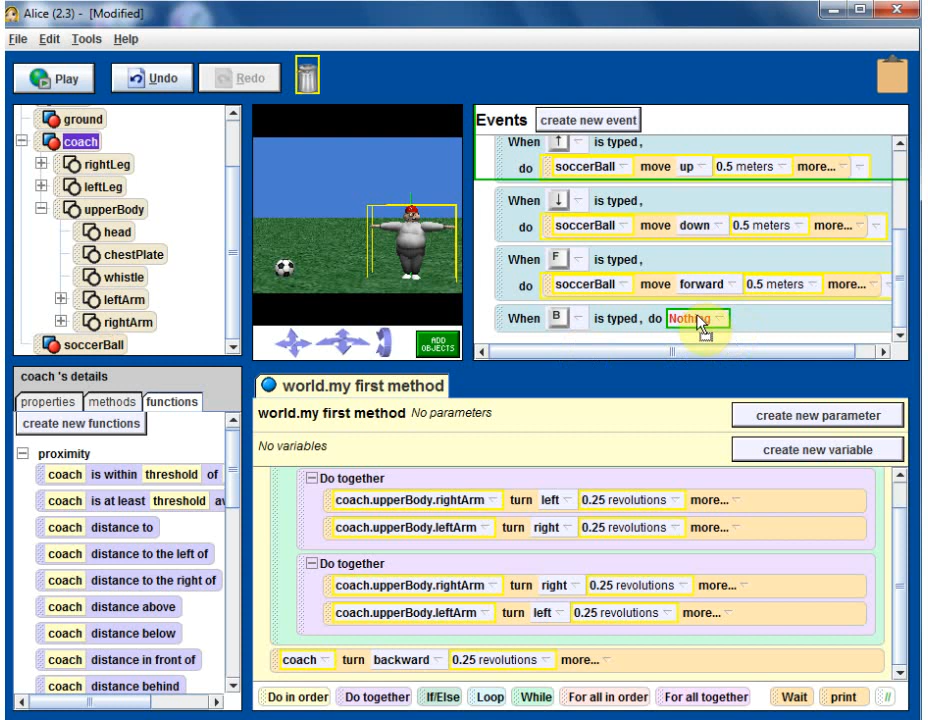 Alice (2.3) - [Modified]
File Edit Tools Help
Play Undo Redo
ground
coach
rightLeg
leftLeg
upperBody
head
chestPlate
whistle
leftArm
rightArm
soccerBall
ADD OBJECTS
Events create new event
When ↑ is typed,
do soccerBall move up 0.5 meters more...
When ↓ is typed,
do soccerBall move down 0.5 meters more...
When F is typed,
do soccerBall move forward 0.5 meters more...
When B is typed, do Nothing
coach 's details
properties methods functions
create new functions
proximity
coach is within threshold of
coach is at least threshold
coach distance to
coach distance to the left of
coach distance to the right of
coach distance above
coach distance below
coach distance in front of
coach distance behind
world.my first method
world.my first method No parameters create new parameter
No variables create new variable
Do together
coach.upperBody.rightArm turn left 0.25 revolutions more...
coach.upperBody.leftArm turn right 0.25 revolutions more...
Do together
coach.upperBody.rightArm turn right 0.25 revolutions more...
coach.upperBody.leftArm turn left 0.25 revolutions more...
coach turn backward 0.25 revolutions more...
Do in order Do together If/Else Loop While For all in order For all together Wait print //